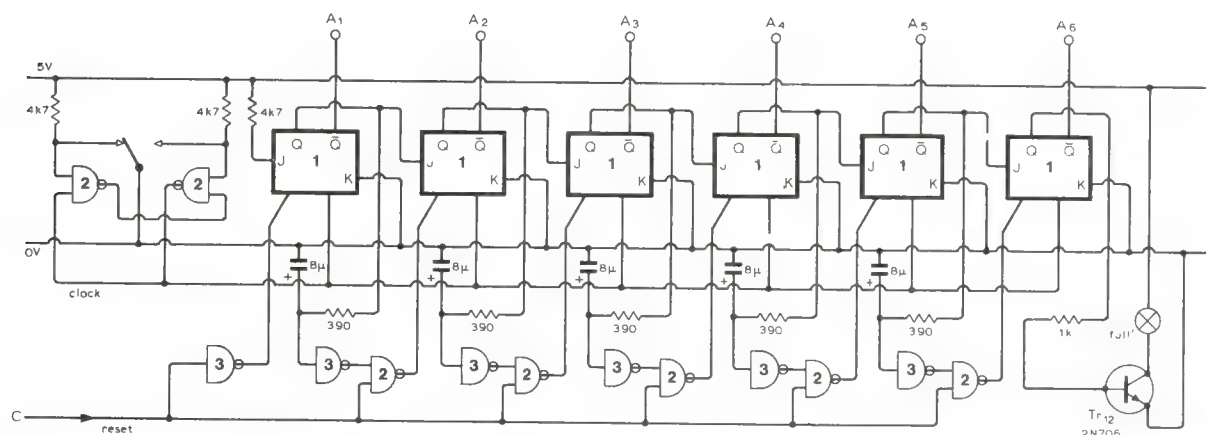 A1 A2 A3 A4 A5 A6
5V
4k7 4k7 4k7
Q Q̄ Q Q̄ Q Q̄ Q Q̄ Q Q̄ Q Q̄
J 1 J 1 K J 1 K J 1 K J 1 K J 1 K
2 2
0V
8μ 8μ 8μ 8μ 8μ
+ + + + +
clock
390 390 390 390 390 1k full'
3 3 2 3 2 3 2 3 2 3 2
C reset
Tr12
2N706